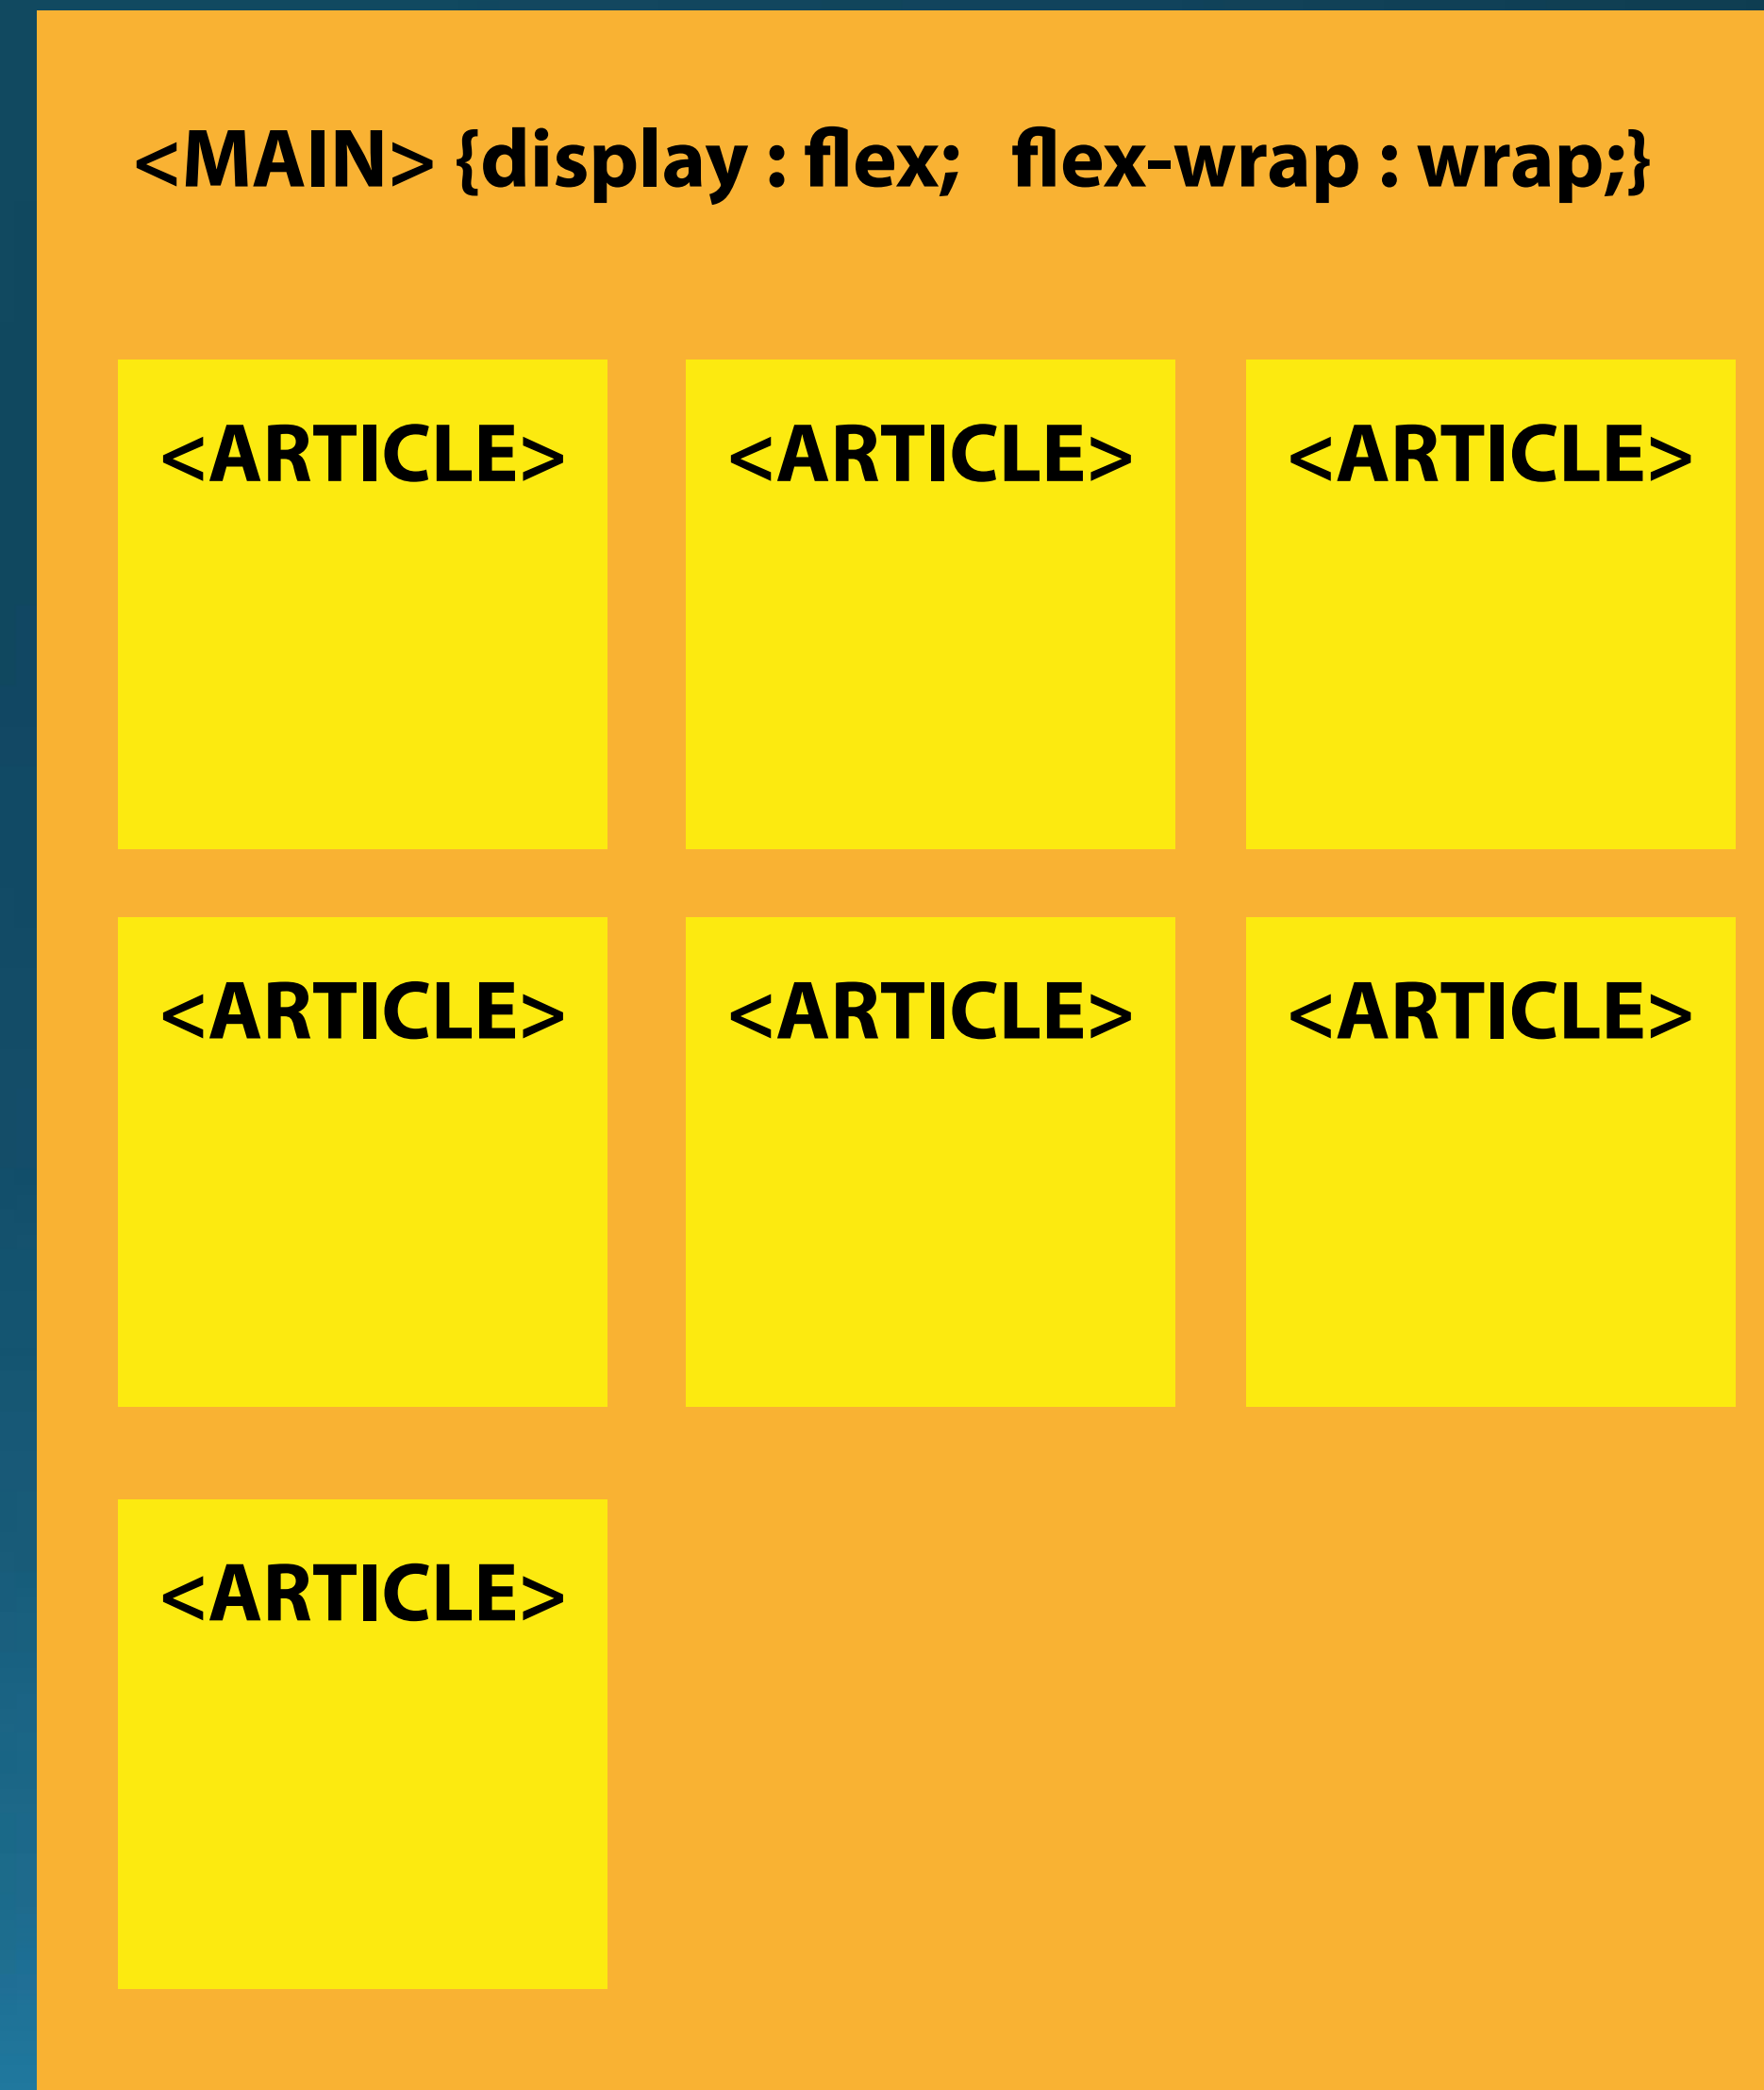 <MAIN> {display : flex;   flex-wrap : wrap;}
<ARTICLE> <ARTICLE> <ARTICLE>
<ARTICLE> <ARTICLE> <ARTICLE>
<ARTICLE>